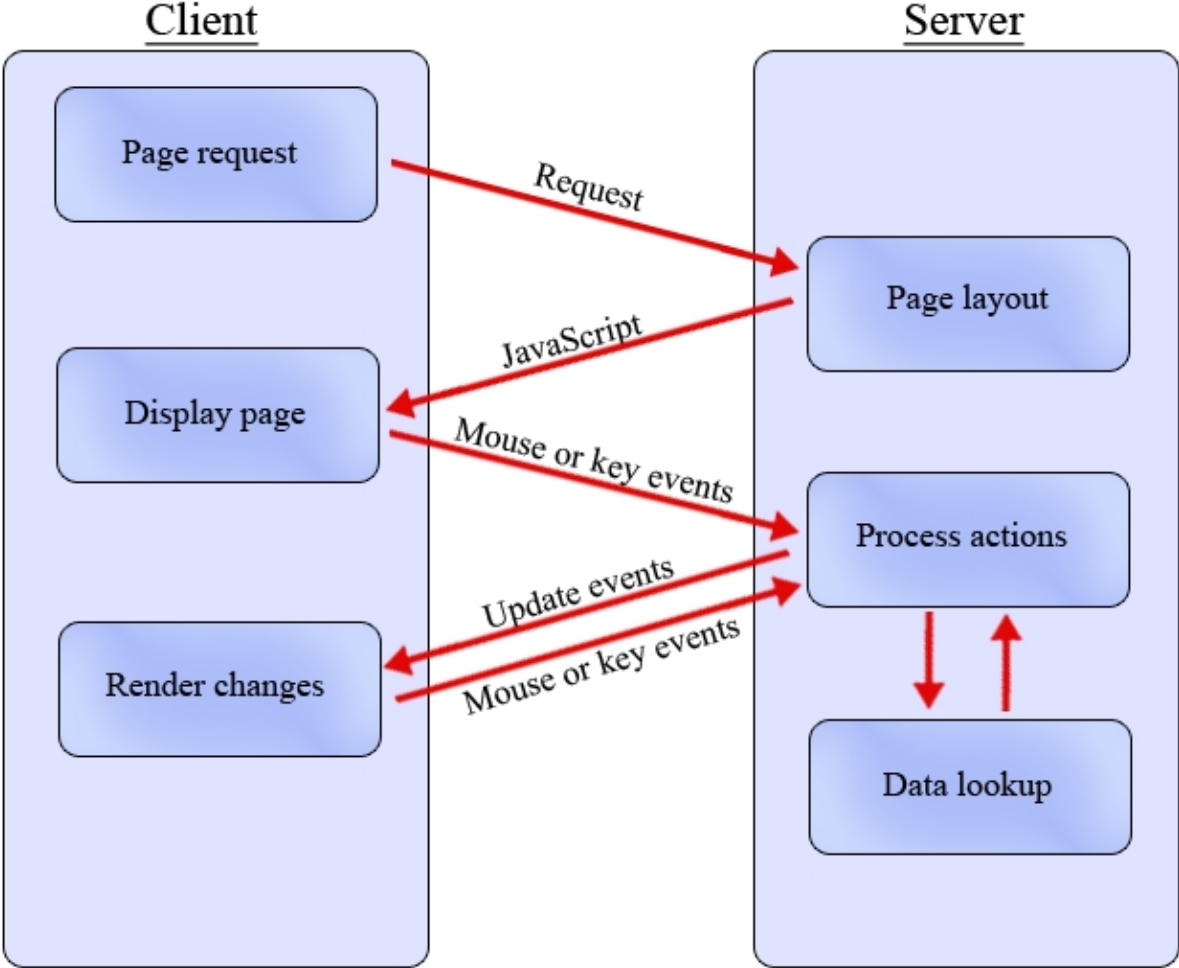 Client
Server
Page request
Request
Page layout
JavaScript
Display page
Mouse or key events
Process actions
Update events
Mouse or key events
Render changes
Data lookup